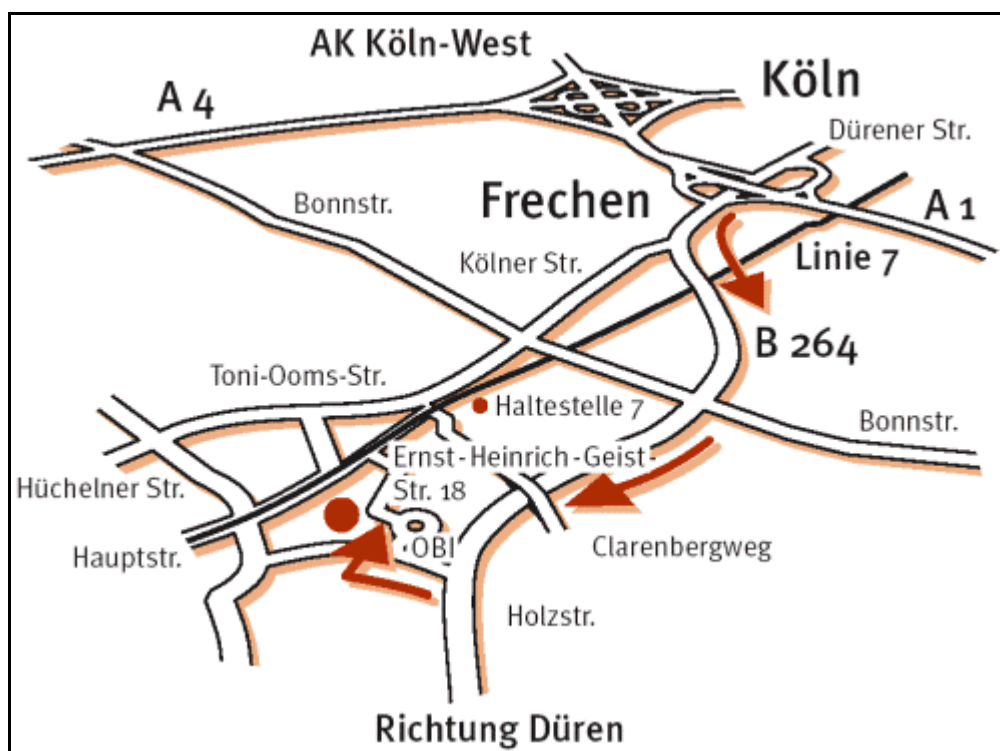 AK Köln-West
Köln
A 4
Dürener Str.
Bonnstr.
Frechen
A 1
Kölner Str.
Linie 7
B 264
Toni-Ooms-Str.
Haltestelle 7
Bonnstr.
Ernst-Heinrich-Geist-
Str. 18
Hüchelner Str.
OBI
Clarenbergweg
Hauptstr.
Holzstr.
Richtung Düren